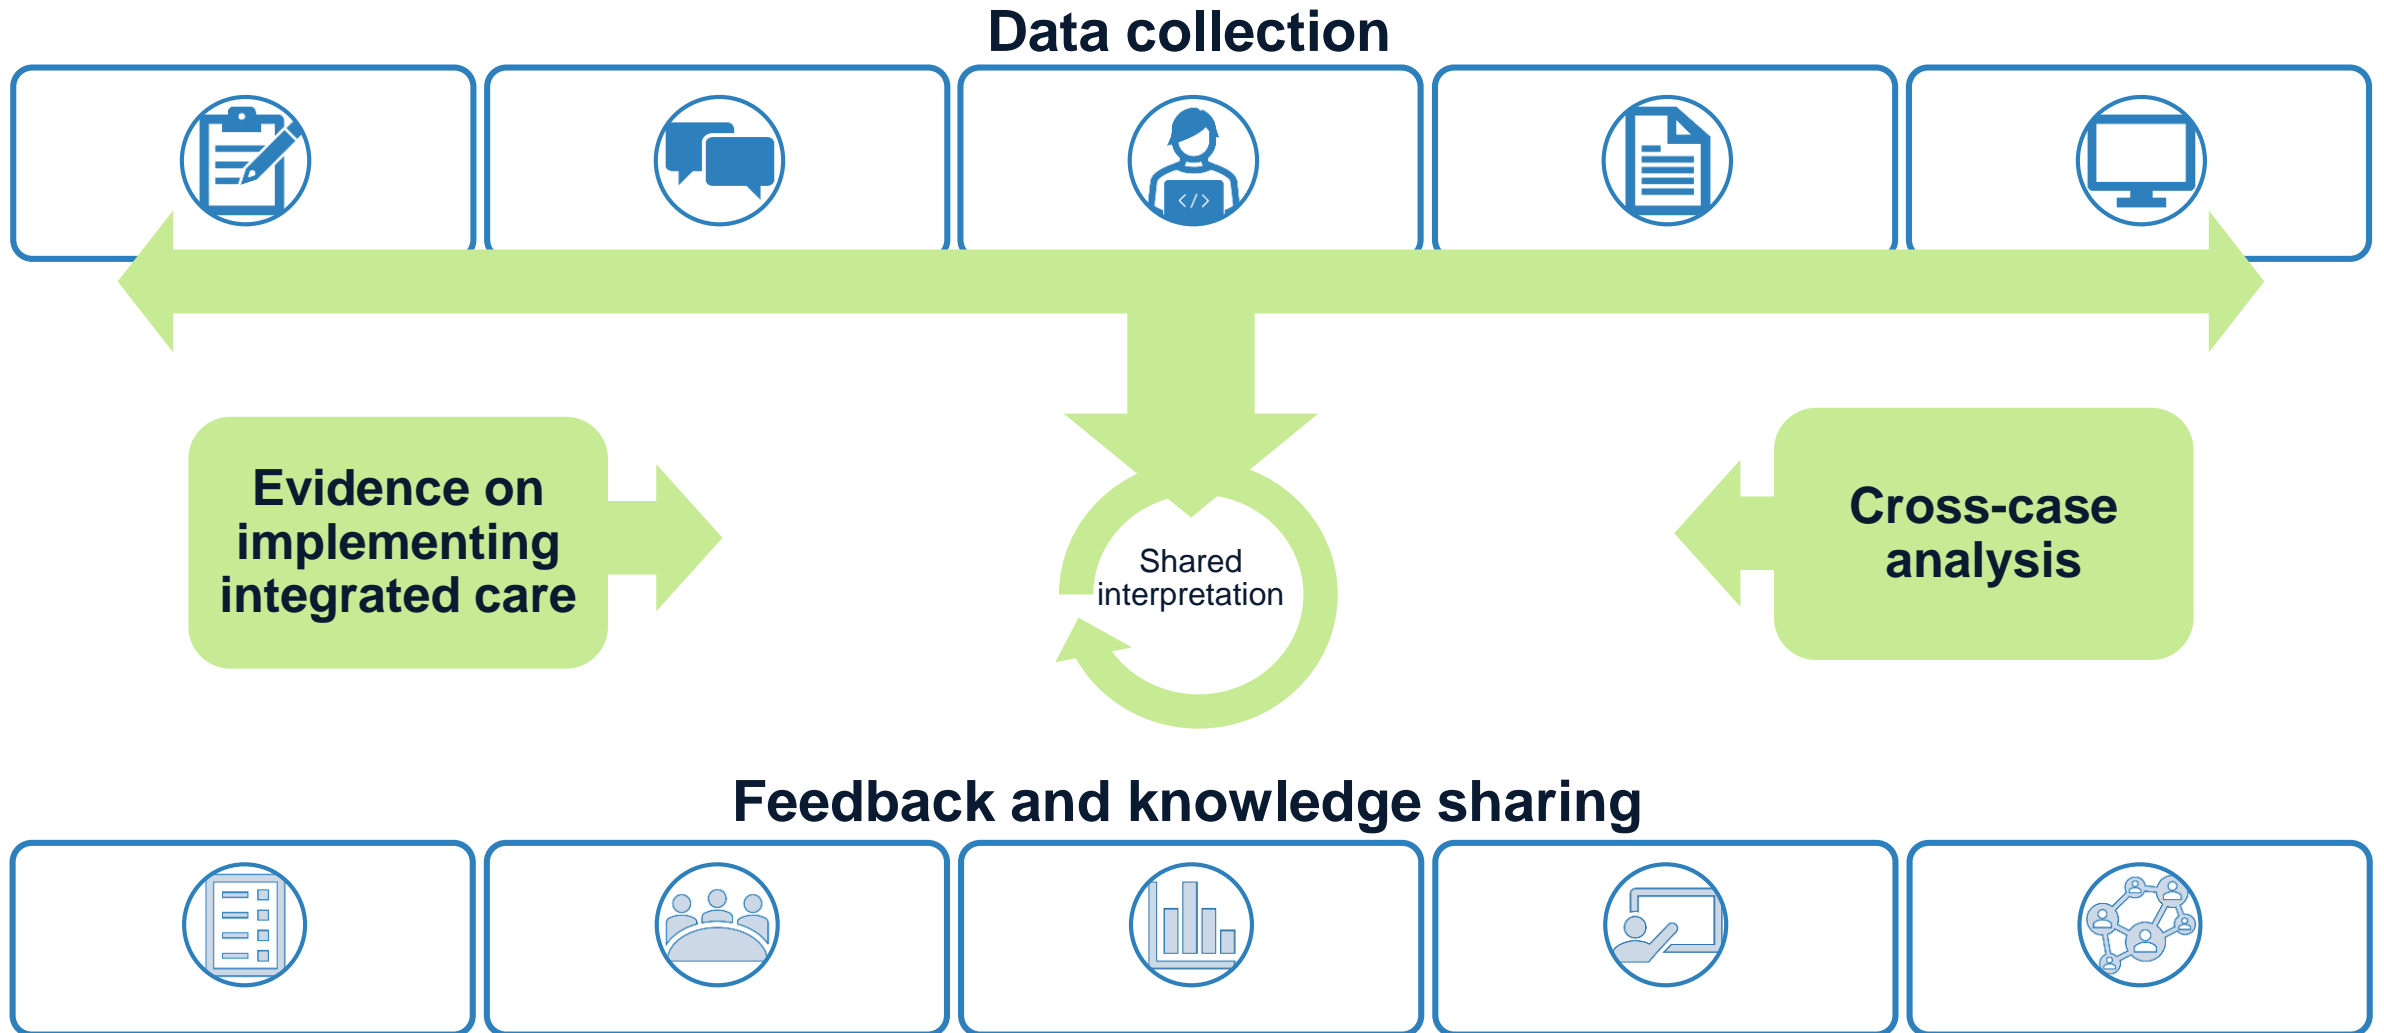 Data collection
</>
Evidence on
implementing
integrated care
Shared
interpretation
Cross-case
analysis
Feedback and knowledge sharing